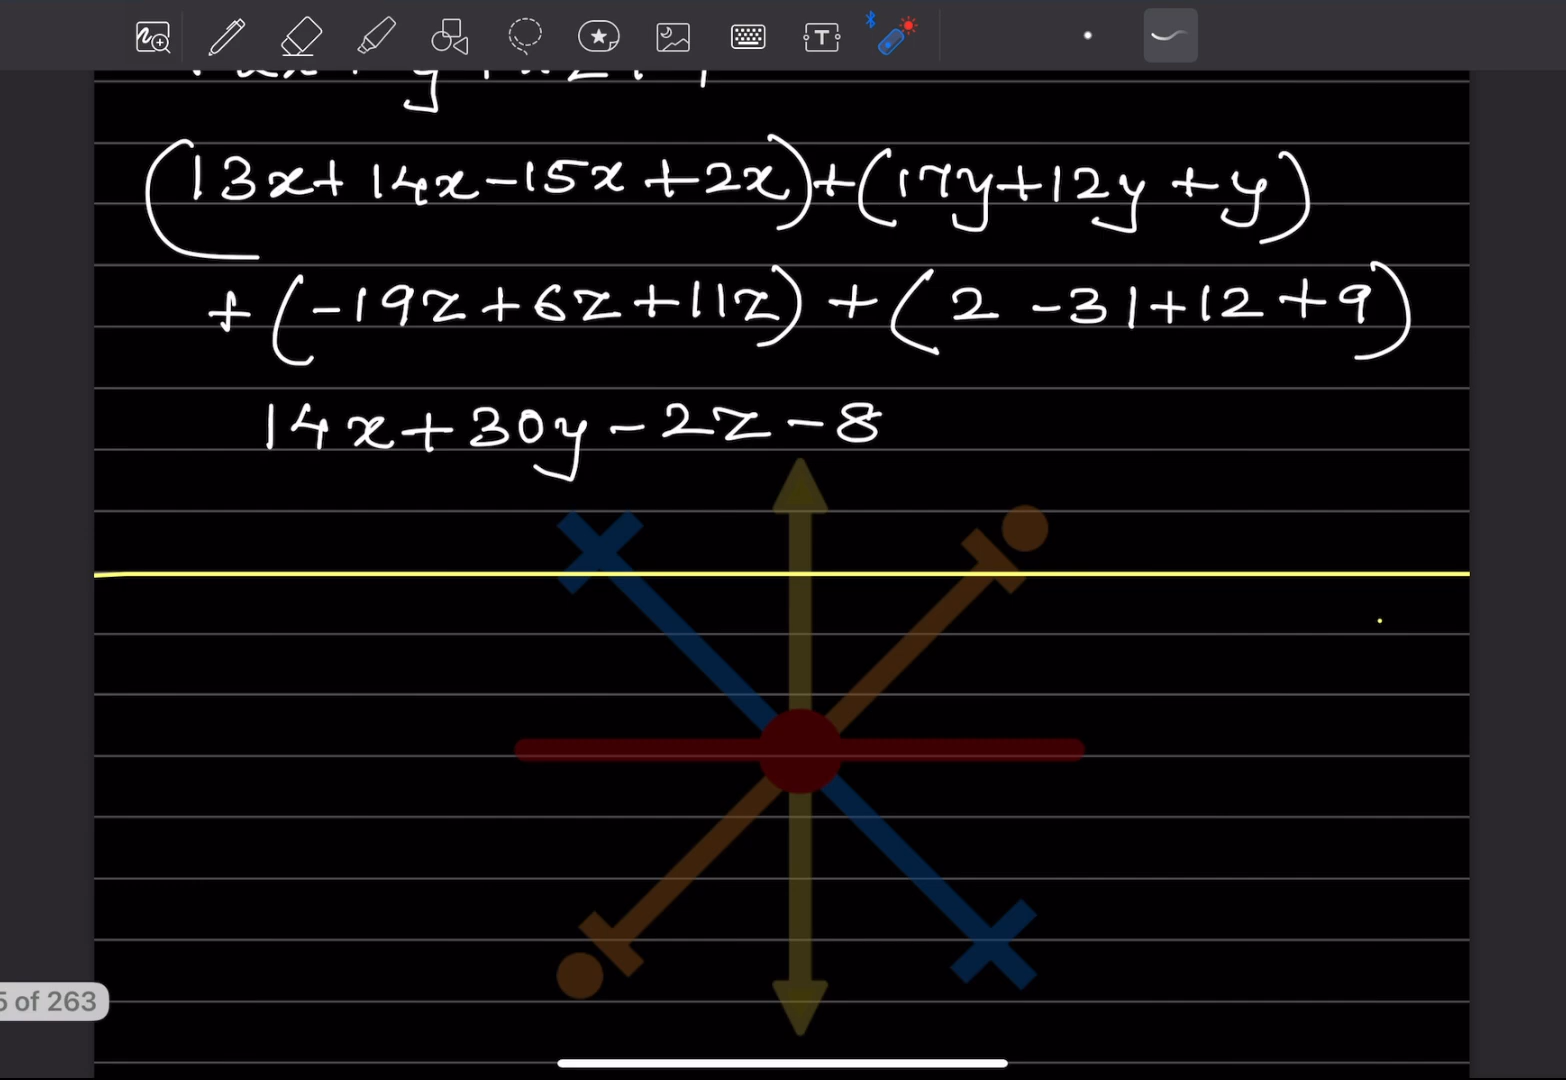 (13x+14x-15x+2x)+(17y+12y+y)
+(-19z+6z+11z)+(2-31+12+9)
14x+30y-2z-8
5 of 263